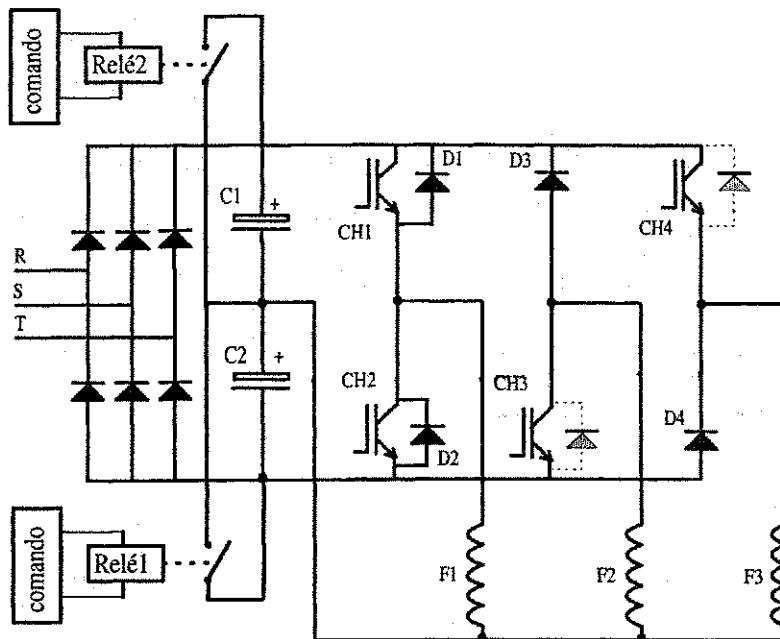 comando
Relé2
D1
D3
C1
+
CH1
CH4
R
S
T
C2
+
CH2
CH3
D4
D2
comando
Relé1
F1
F2
F3